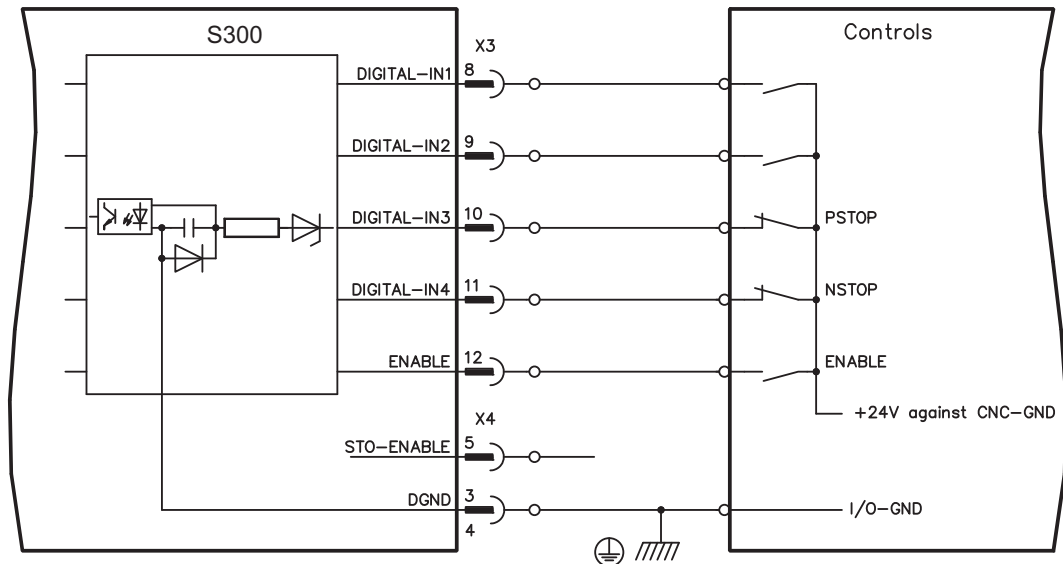 S300
X3
Controls
DIGITAL-IN1 8
DIGITAL-IN2 9
DIGITAL-IN3 10 PSTOP
DIGITAL-IN4 11 NSTOP
ENABLE 12 ENABLE
+24V against CNC-GND
X4
STO-ENABLE 5
DGND 3 I/O-GND
4